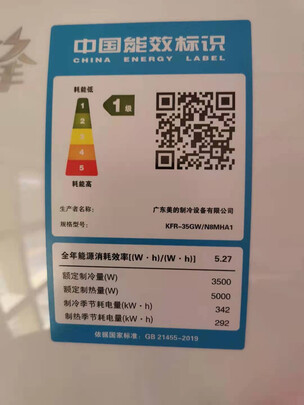 中国能效标识
CHINA ENERGY LABEL
耗能低
1
2
3
4
5
1级
耗能高
生产者名称:
广东美的制冷设备有限公司
KFR-35GW/N8MHA1
全年能源消耗效率[(W·h)/(W·h)] 5.27
额定制冷量(W) 3500
额定制热量(W) 5000
制冷季节耗电量(kW·h) 342
制热季节耗电量(kW·h) 292
依据国家标准: GB 21455-2019